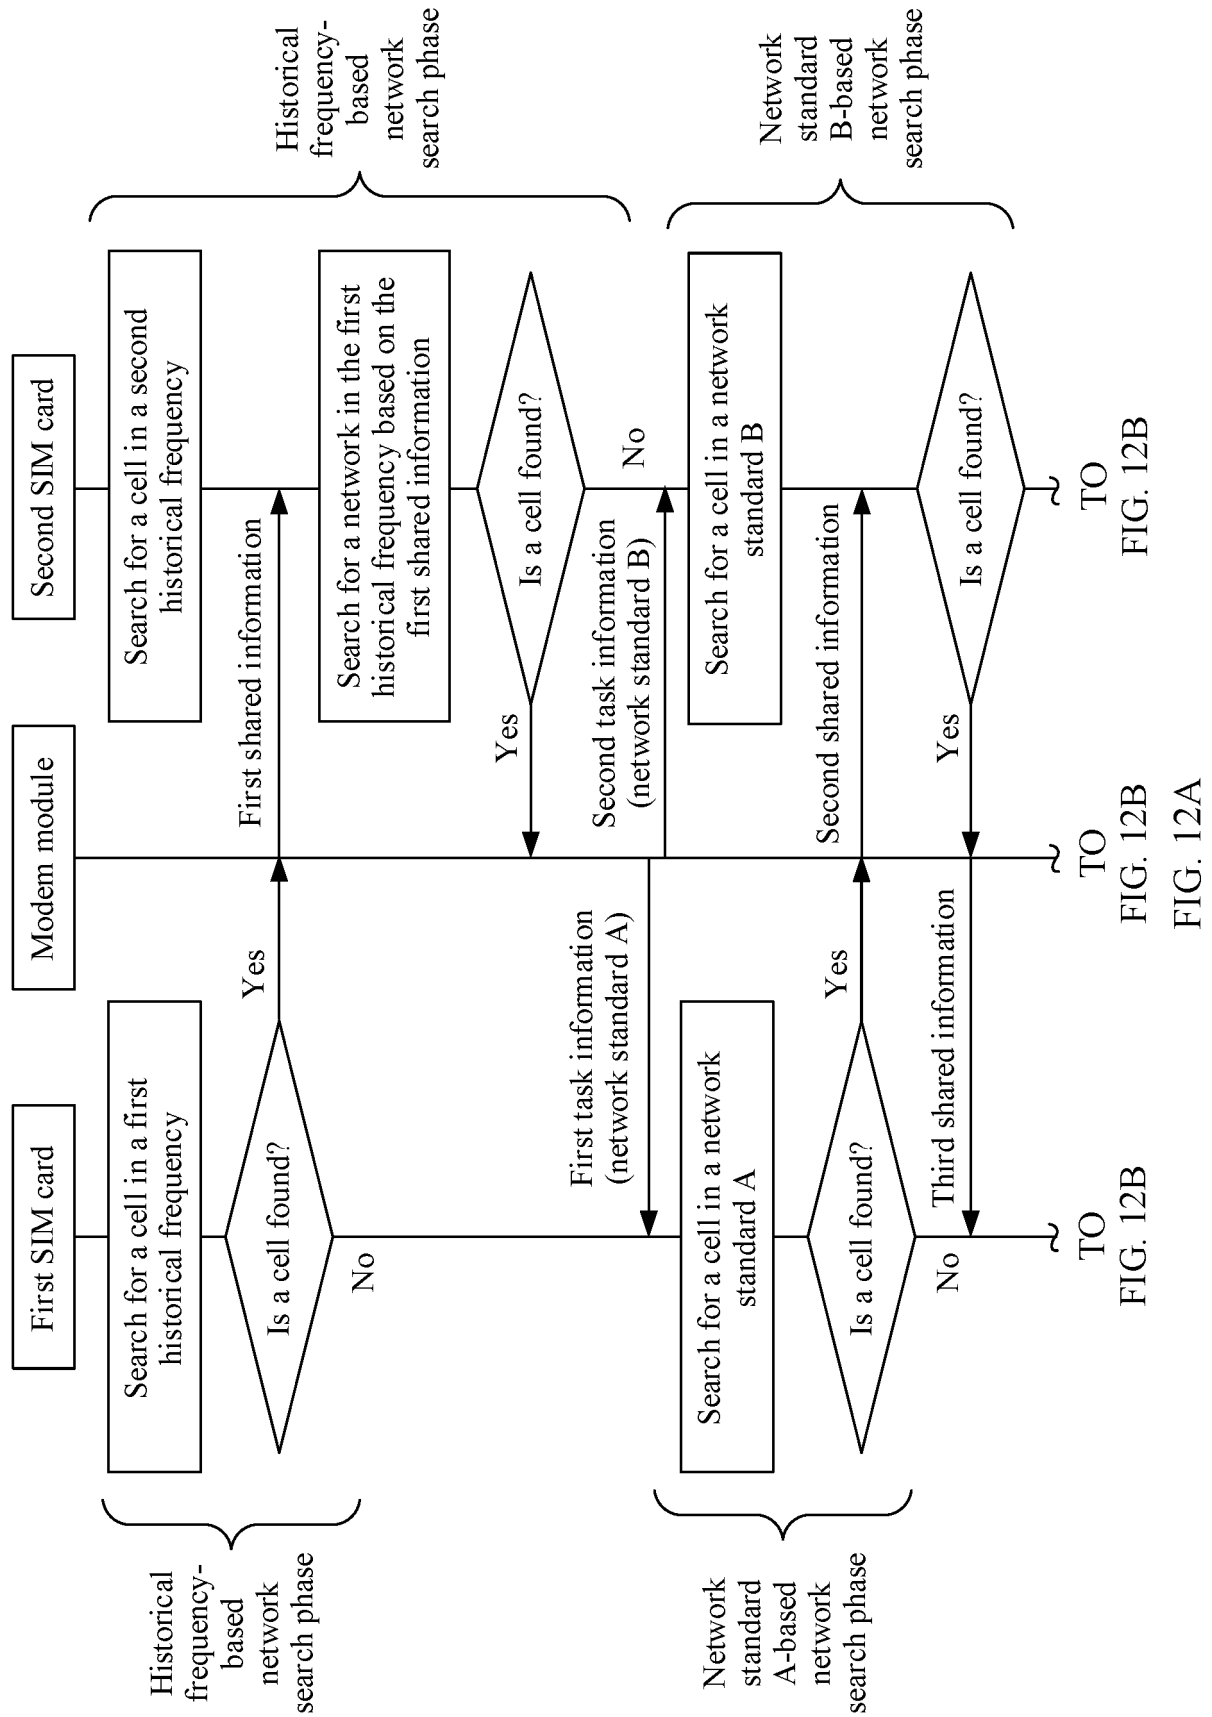 First SIM card
Modem module
Second SIM card
Historical
frequency-
based
network
search phase
Search for a cell in a first
historical frequency
Search for a cell in a second
historical frequency
Historical
frequency-
based
network
search phase
Is a cell found?
Yes
First shared information
No
Search for a network in the first
historical frequency based on the
first shared information
Is a cell found?
Yes
No
First task information
(network standard A)
Second task information
(network standard B)
Network
standard
A-based
network
search phase
Search for a cell in a network
standard A
Search for a cell in a network
standard B
Network
standard
B-based
network
search phase
Is a cell found?
Yes
Second shared information
No
Third shared information
Is a cell found?
Yes
TO
FIG. 12B
TO
FIG. 12B
TO
FIG. 12B
FIG. 12A